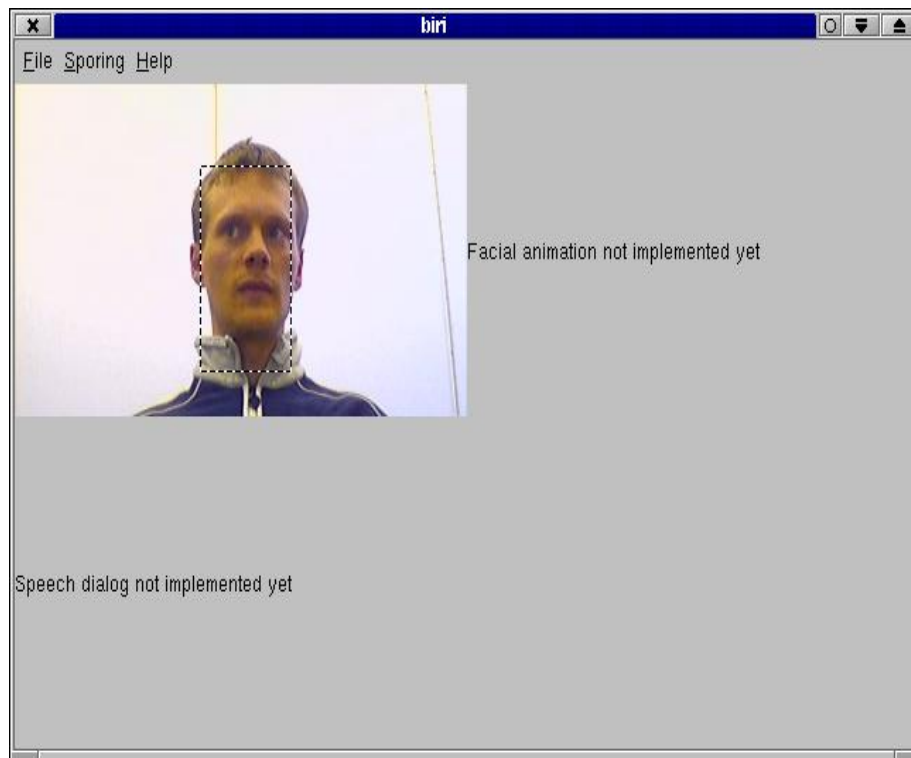 biri
File Sporing Help
Facial animation not implemented yet
Speech dialog not implemented yet